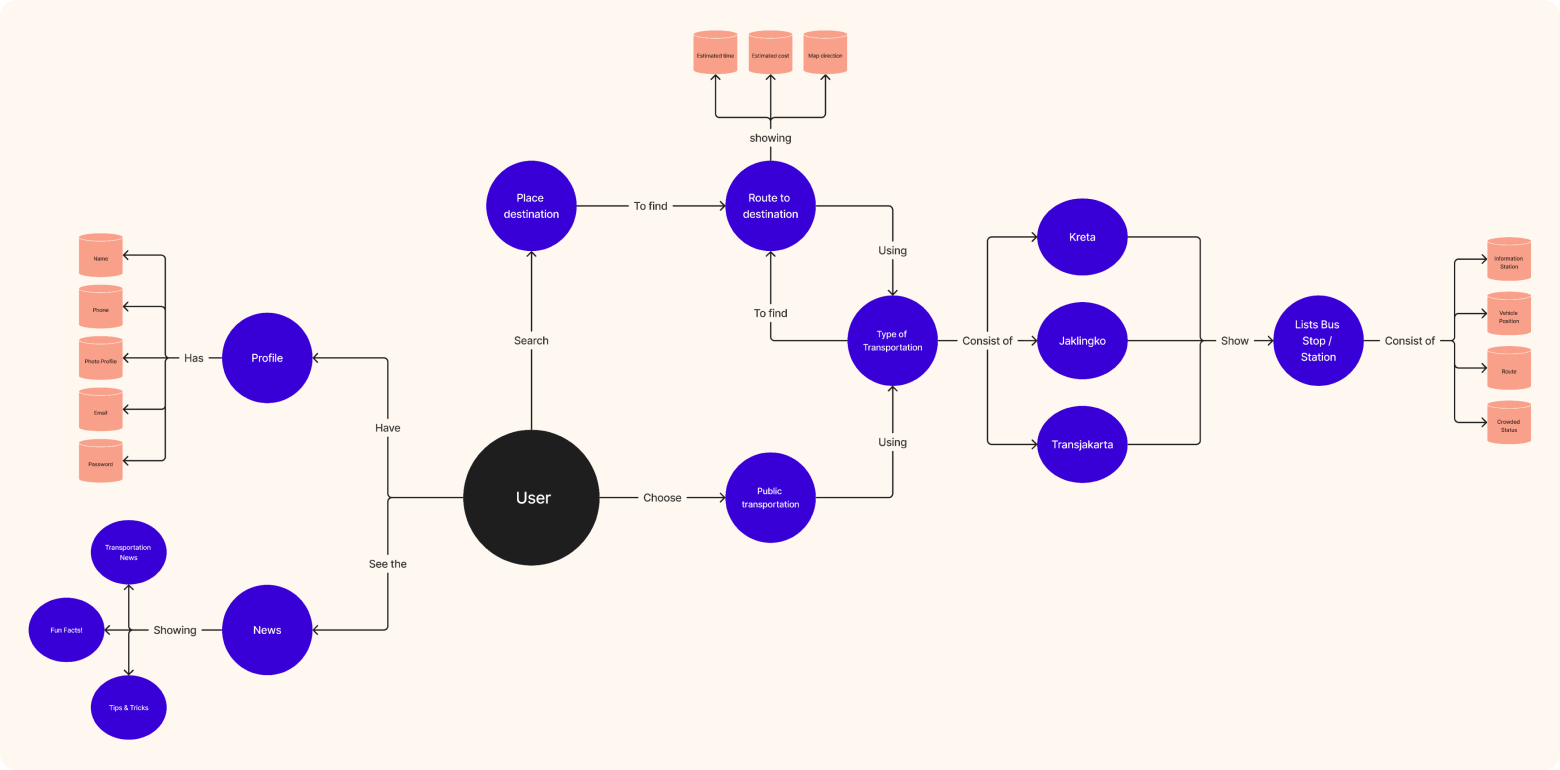 Estimated time
Estimated cost
Map direction
showing
Place
destination
To find
Route to
destination
Using
Kreta
Name
Phone
Photo Profile
Email
Password
Has
Profile
Have
Search
To find
Type of
Transportation
Consist of
Jaklingko
Transjakarta
Show
Lists Bus
Stop /
Station
Consist of
Information
Station
Vehicle
Position
Route
Crowded
Status
Using
User
Choose
Public
transportation
See the
Transportation
News
Fun Facts!
Tips & Tricks
Showing
News